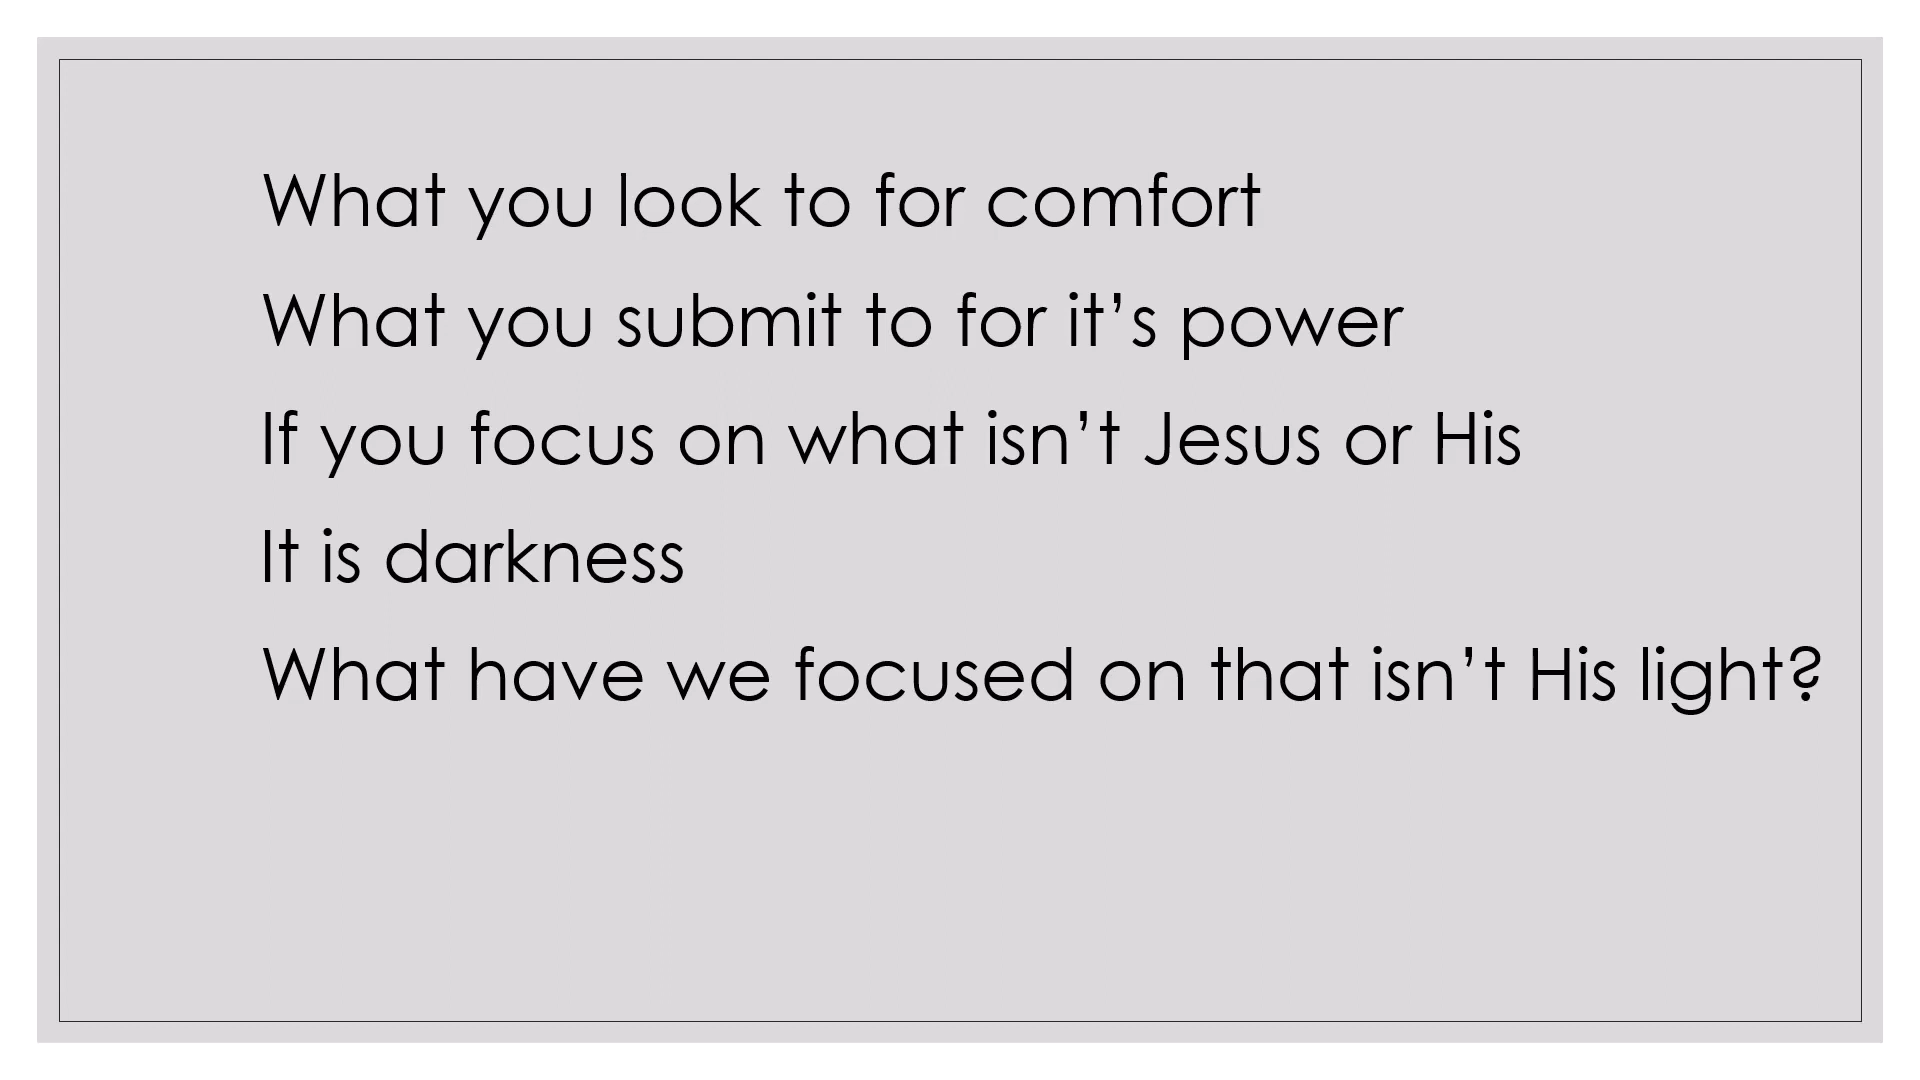 What you look to for comfort
What you submit to for it’s power
If you focus on what isn’t Jesus or His
It is darkness
What have we focused on that isn’t His light?